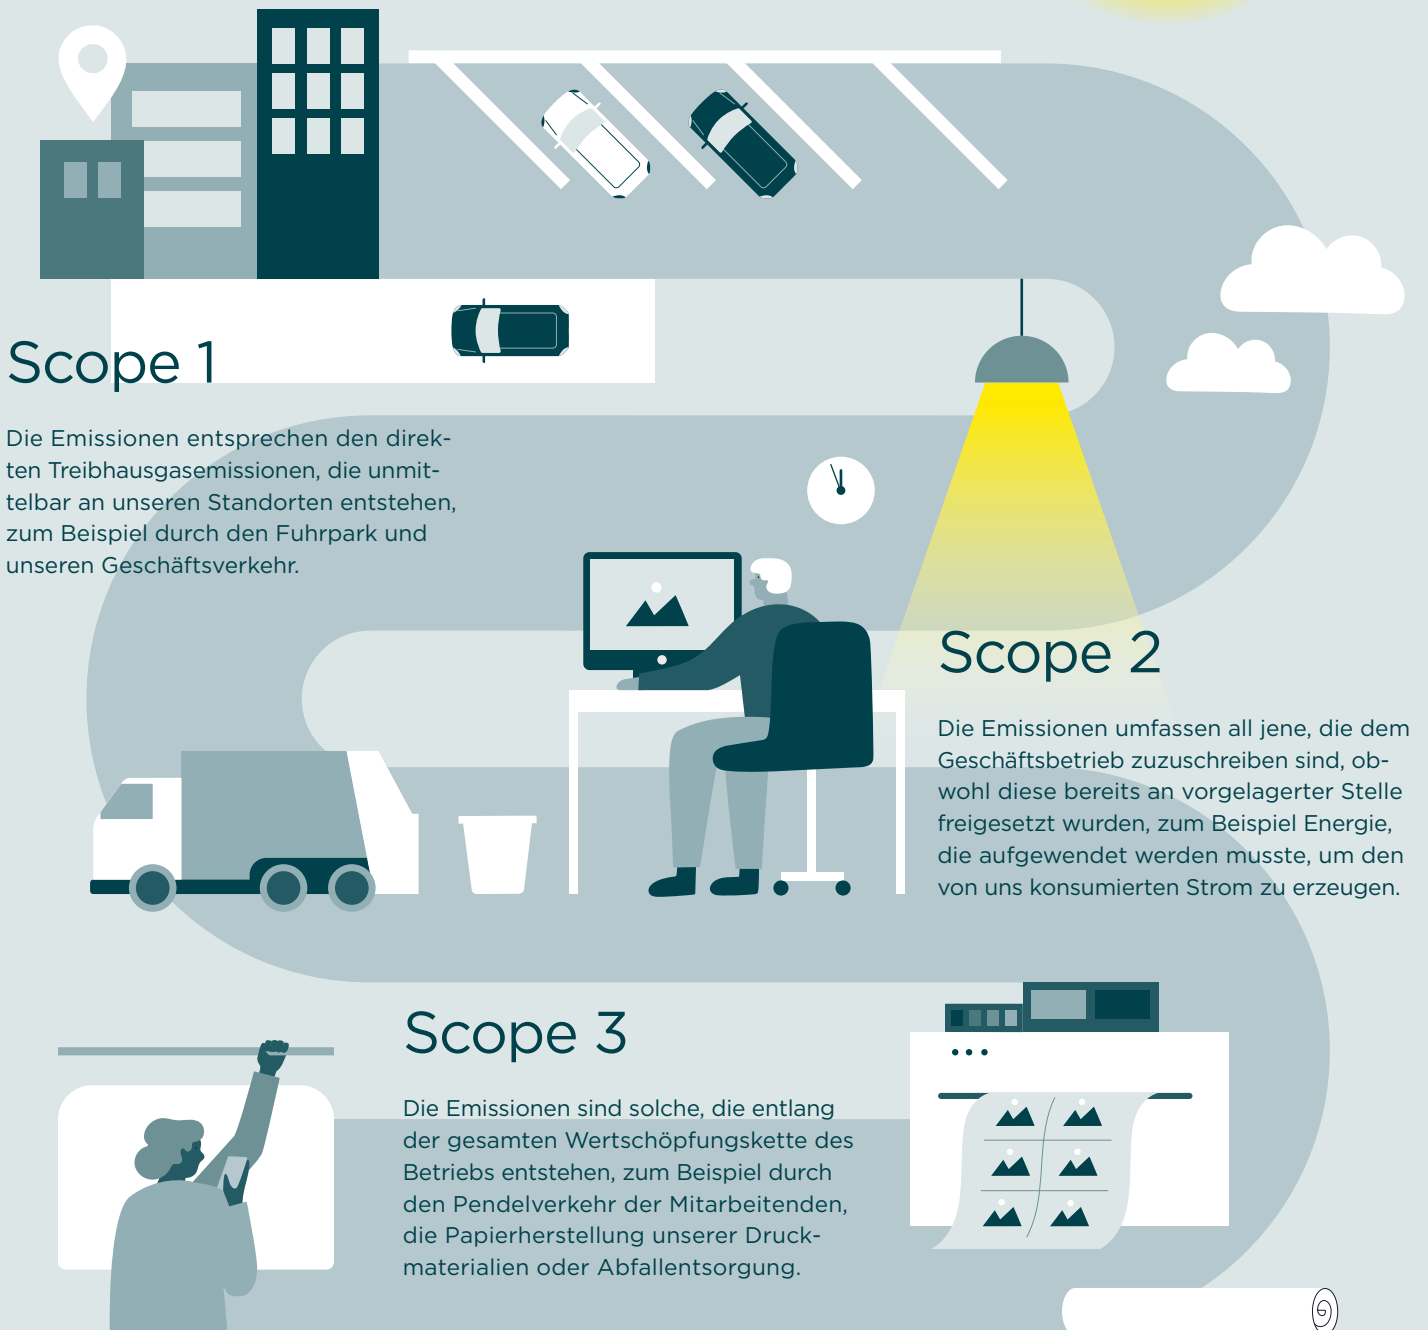 Scope 1
Die Emissionen entsprechen den direk-
ten Treibhausgasemissionen, die unmit-
telbar an unseren Standorten entstehen,
zum Beispiel durch den Fuhrpark und
unseren Geschäftsverkehr.
Scope 2
Die Emissionen umfassen all jene, die dem
Geschäftsbetrieb zuzuschreiben sind, ob-
wohl diese bereits an vorgelagerter Stelle
freigesetzt wurden, zum Beispiel Energie,
die aufgewendet werden musste, um den
von uns konsumierten Strom zu erzeugen.
Scope 3
Die Emissionen sind solche, die entlang
der gesamten Wertschöpfungskette des
Betriebs entstehen, zum Beispiel durch
den Pendelverkehr der Mitarbeitenden,
die Papierherstellung unserer Druck-
materialien oder Abfallentsorgung.